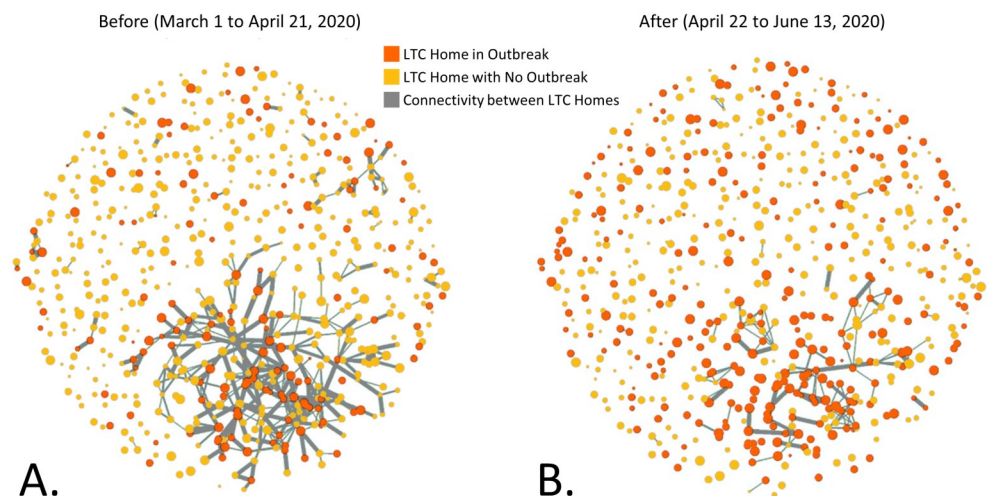 Before (March 1 to April 21, 2020)
After (April 22 to June 13, 2020)
LTC Home in Outbreak
LTC Home with No Outbreak
Connectivity between LTC Homes
A.
B.